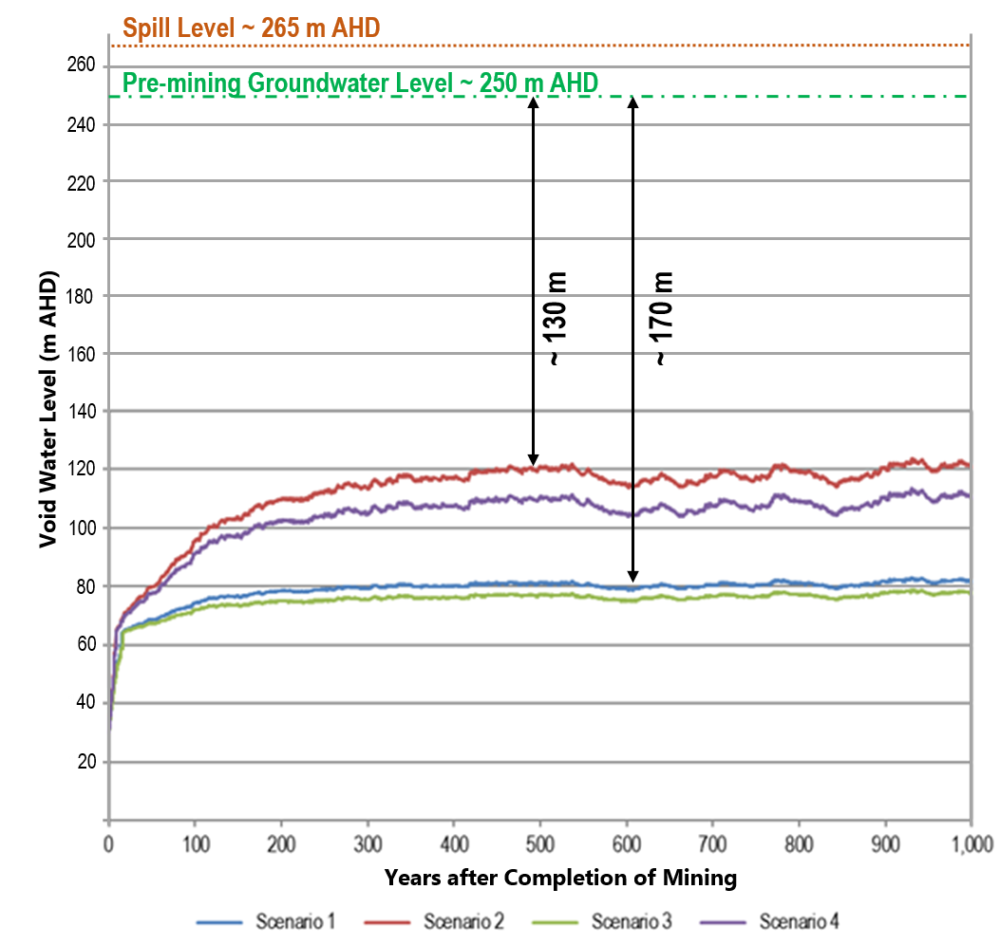 Spill Level ~ 265 m AHD
260
Pre-mining Groundwater Level ~ 250 m AHD
240
220
200
180
160
140
120
100
80
60
40
20
Void Water Level (m AHD)
~ 130 m
~ 170 m
0 100 200 300 400 500 600 700 800 900 1,000
Years after Completion of Mining
Scenario 1 Scenario 2 Scenario 3 Scenario 4